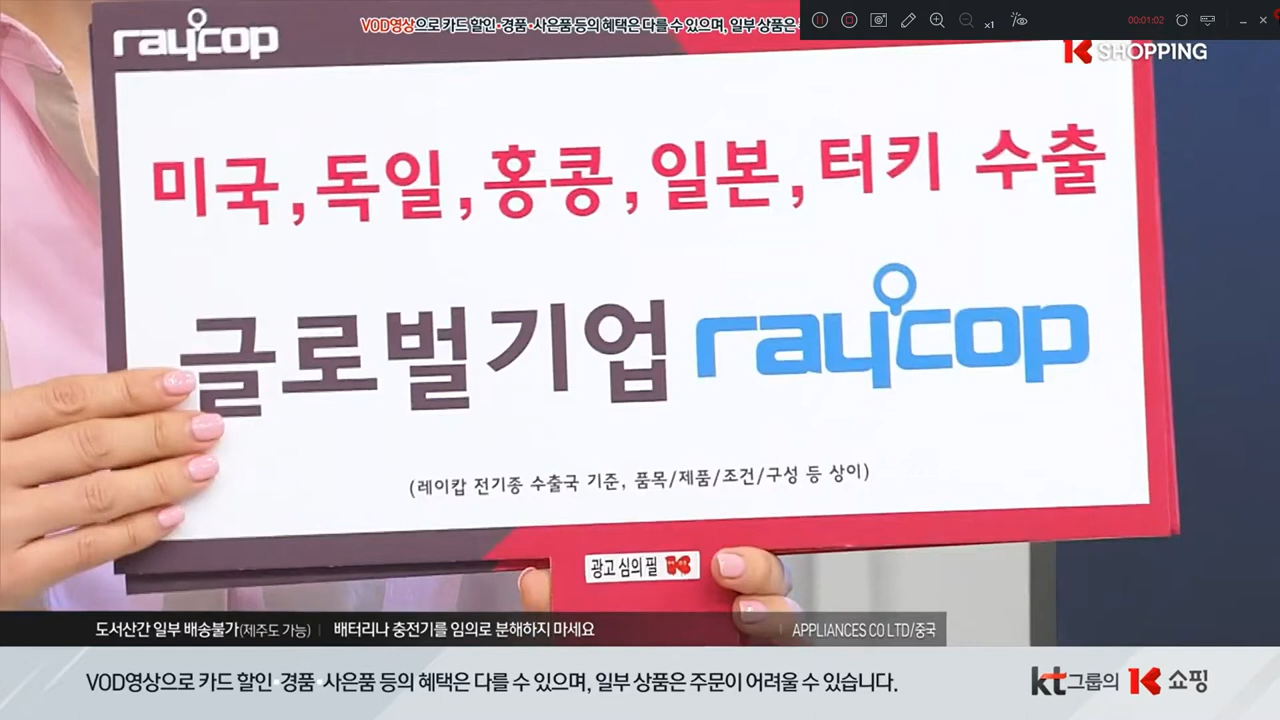 raycop
VOD영상으로 카드 할인·경품·사은품 등의 혜택은 다를 수 있으며, 일부 상품은
x1
00:01:02
K SHOPPING
미국,독일,홍콩,일본,터키 수출
글로벌기업 raycop
(레이캅 전기종 수출국 기준, 품목/제품/조건/구성 등 상이)
광고 심의 필 K
도서산간 일부 배송불가(제주도 가능) | 배터리나 충전기를 임의로 분해하지 마세요
APPLIANCES CO LTD/중국
VOD영상으로 카드 할인·경품·사은품 등의 혜택은 다를 수 있으며, 일부 상품은 주문이 어려울 수 있습니다.
kt그룹의 K 쇼핑